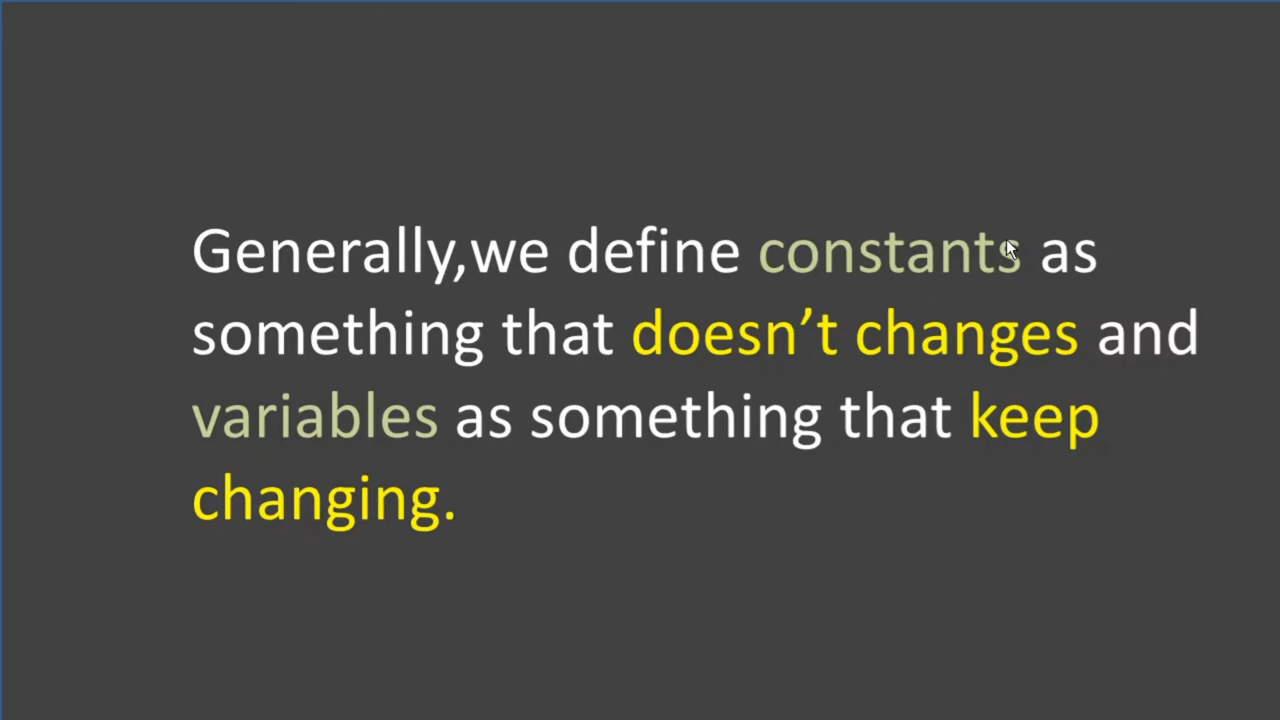 Generally,we define constants as
something that doesn’t changes and
variables as something that keep
changing.